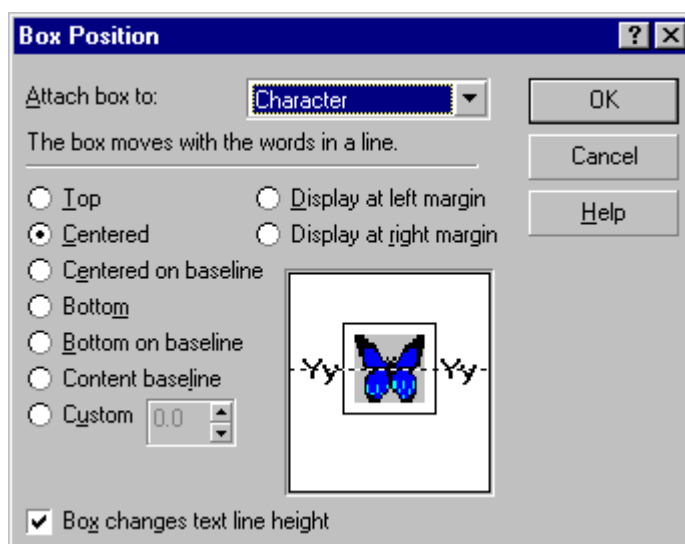 Box Position
Attach box to: Character OK
The box moves with the words in a line.
Cancel
Top Display at left margin Help
Centered Display at right margin
Centered on baseline
Bottom
Bottom on baseline
Content baseline
Custom 0.0
Yy Yy
Box changes text line height